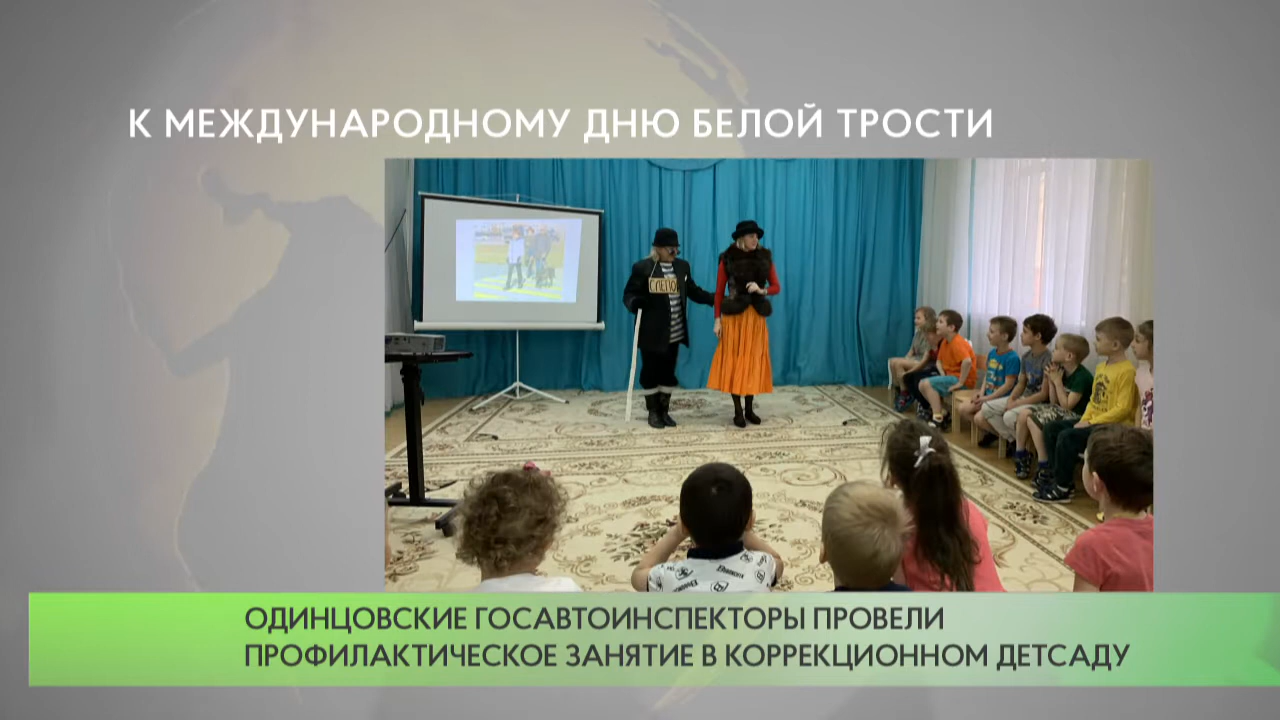 К МЕЖДУНАРОДНОМУ ДНЮ БЕЛОЙ ТРОСТИ
ОДИНЦОВСКИЕ ГОСАВТОИНСПЕКТОРЫ ПРОВЕЛИ
ПРОФИЛАКТИЧЕСКОЕ ЗАНЯТИЕ В КОРРЕКЦИОННОМ ДЕТСАДУ